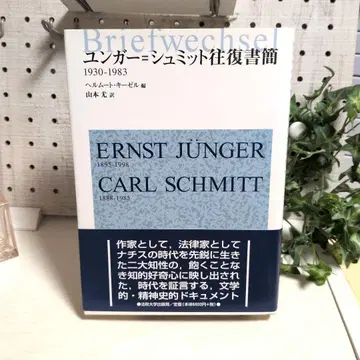 Briefwechsel
ユンガー=シュミット往復書簡
1930-1983
ヘルムート・キーゼル 編
山本 尤 訳
ERNST JÜNGER
1895-1998
CARL SCHMITT
1888-1985
作家として，法律家として
ナチスの時代を先鋭に生き
た二大知性の，飽くことな
き知的好奇心に映し出され
た，時代を証言する，文学
的・精神史的ドキュメント